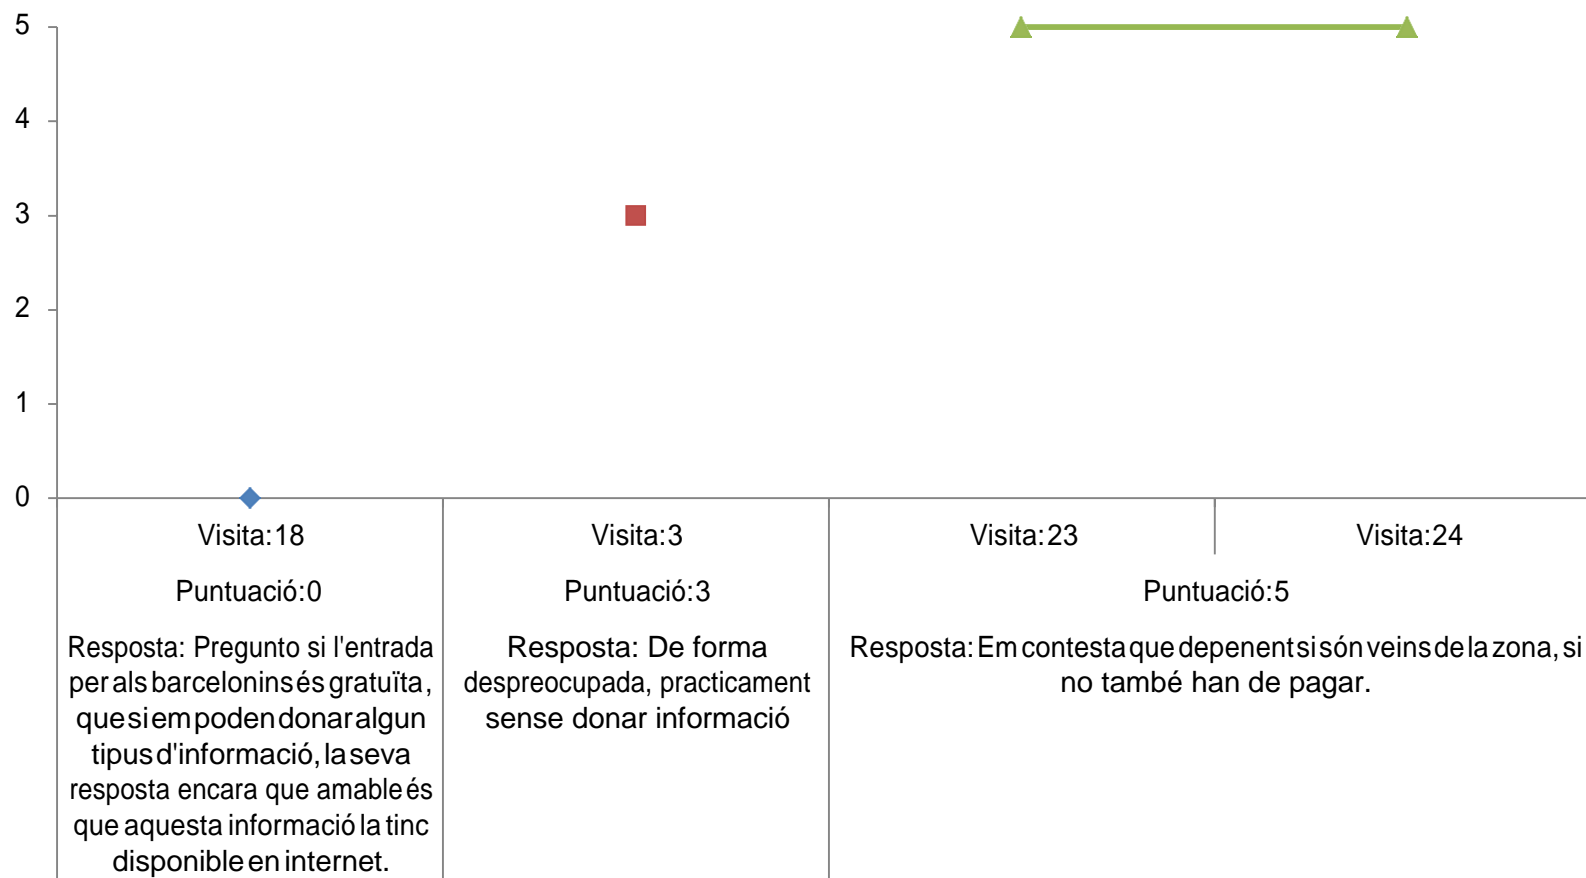 5
4
3
2
1
0
Visita:18
Visita:3
Visita:23
Visita:24
Puntuació:0
Puntuació:3
Puntuació:5
Resposta: Pregunto si l'entrada
per als barcelonins és gratuïta,
que si em poden donar algun
tipus d'informació, la seva
resposta encara que amable és
que aquesta informació la tinc
disponible en internet.
Resposta: De forma
despreocupada, practicament
sense donar informació
Resposta: Em contesta que depenent si són veins de la zona, si
no també han de pagar.